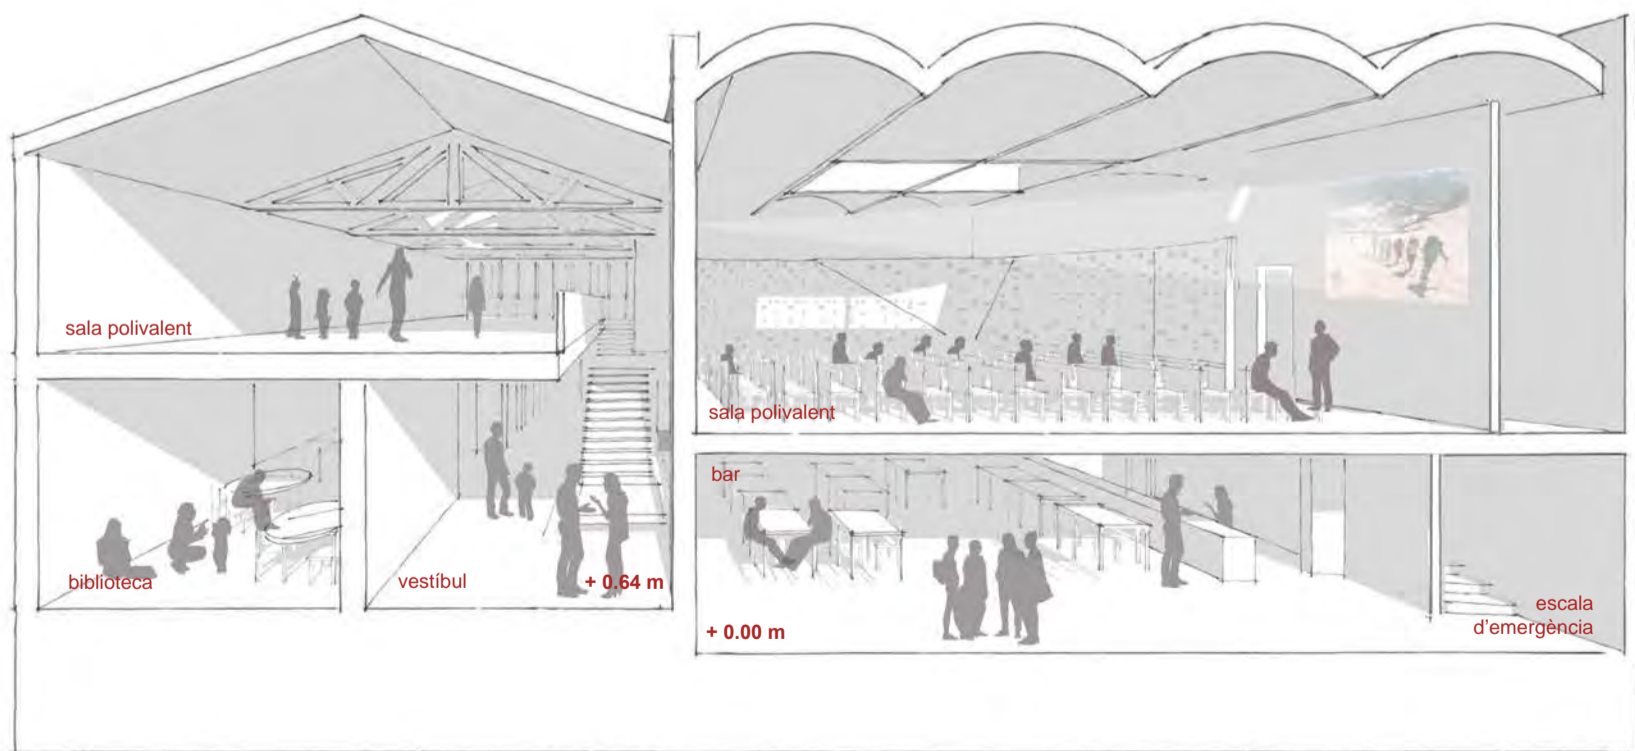 sala polivalent
sala polivalent
bar
biblioteca
vestíbul
+ 0.64 m
+ 0.00 m
escala
d'emergència